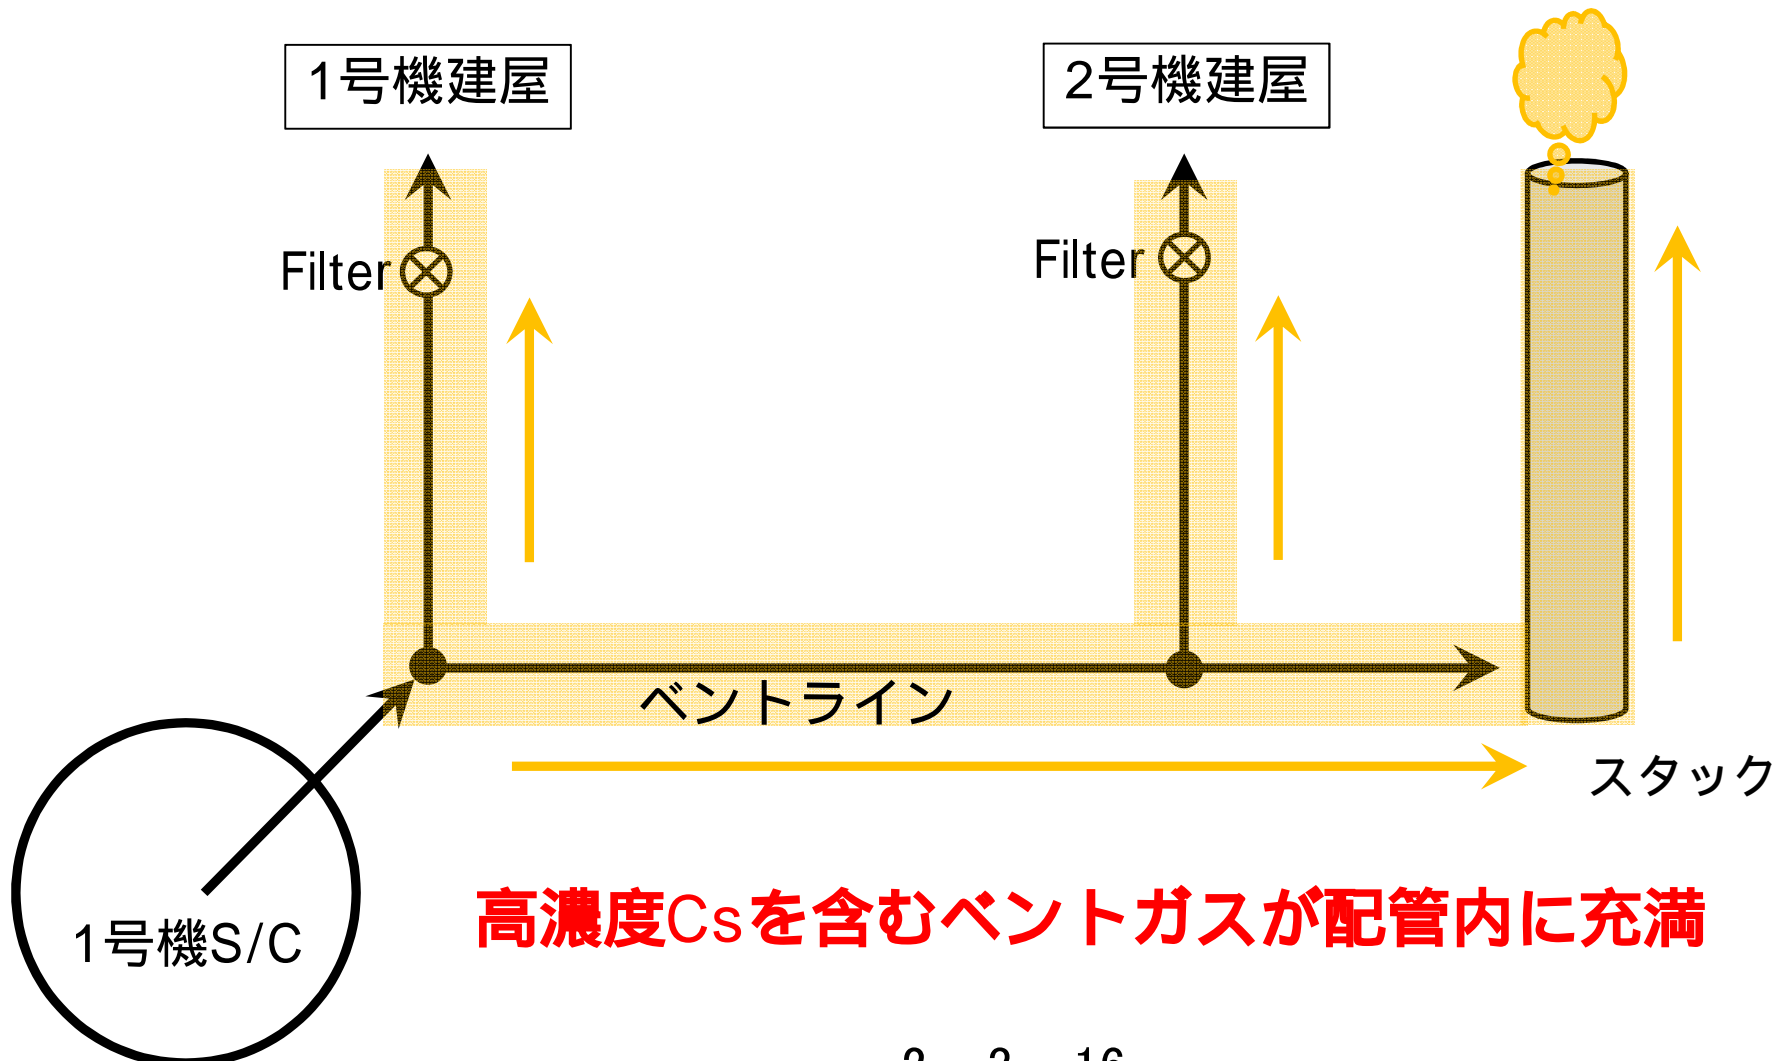 1号機建屋
2号機建屋
Filter
Filter
ベントライン
スタック
1号機S/C
高濃度Csを含むベントガスが配管内に充満